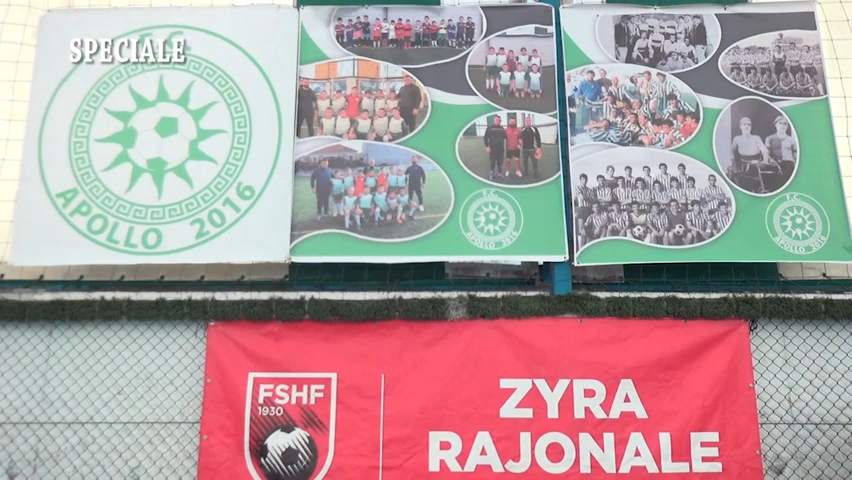 SPECIALE
F.C
APOLLO 2016
F.C
APOLLO 2016
F.C
APOLLO 2016
FSHF
1930
ZYRA
RAJONALE